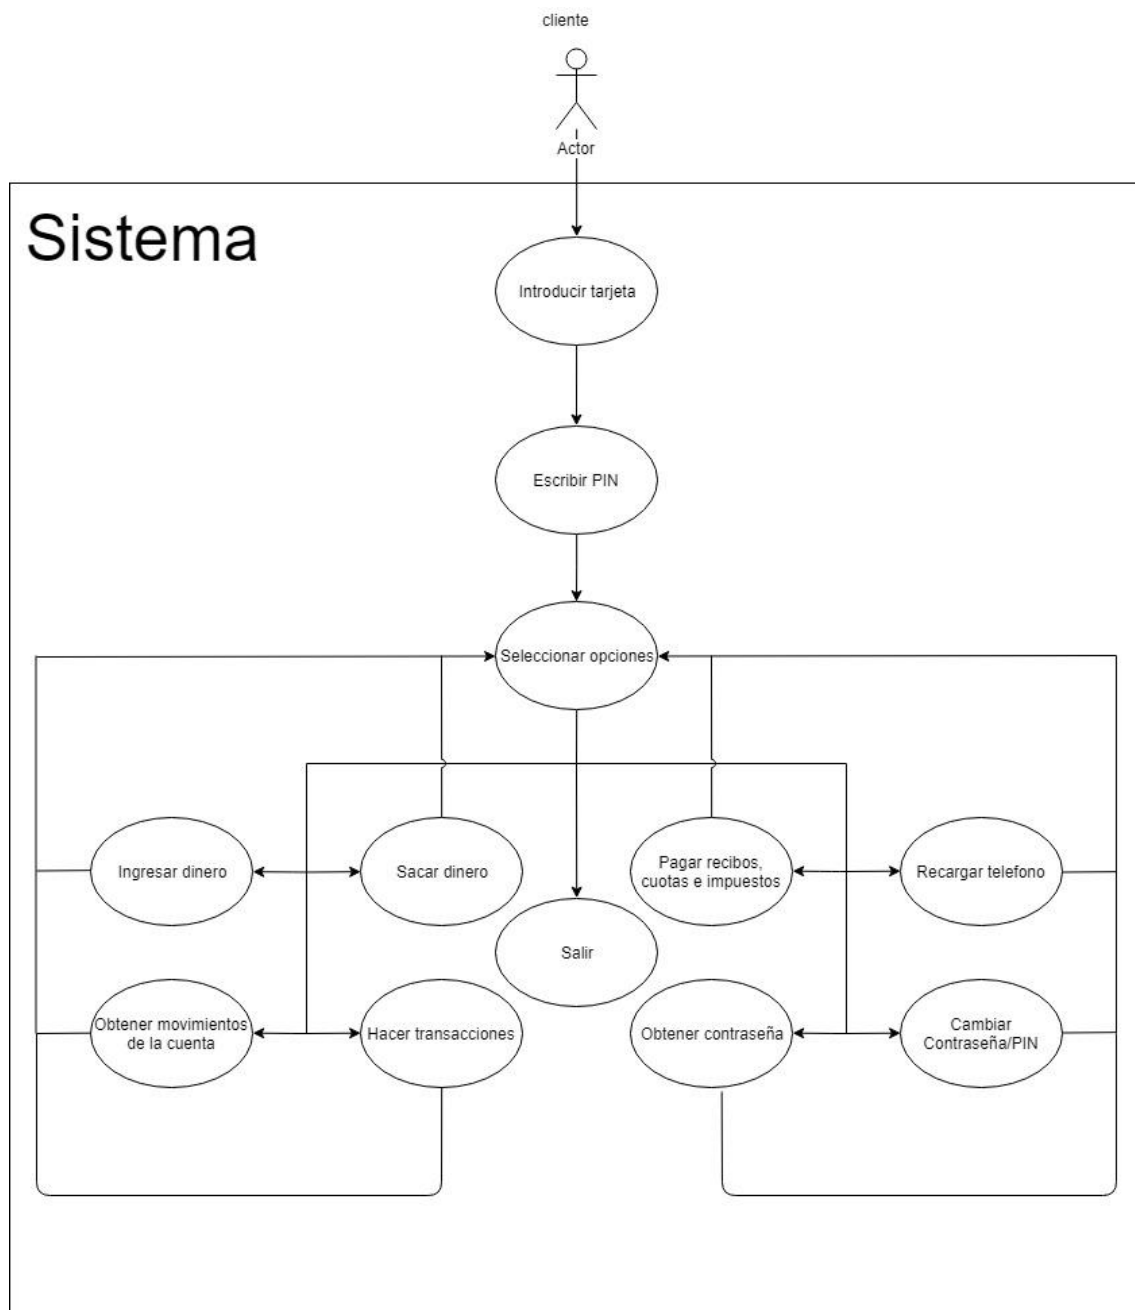 cliente
Actor
Sistema
Introducir tarjeta
Escribir PIN
Seleccionar opciones
Ingresar dinero
Sacar dinero
Pagar recibos,
cuotas e impuestos
Recargar telefono
Salir
Obtener movimientos
de la cuenta
Hacer transacciones
Obtener contraseña
Cambiar
Contraseña/PIN